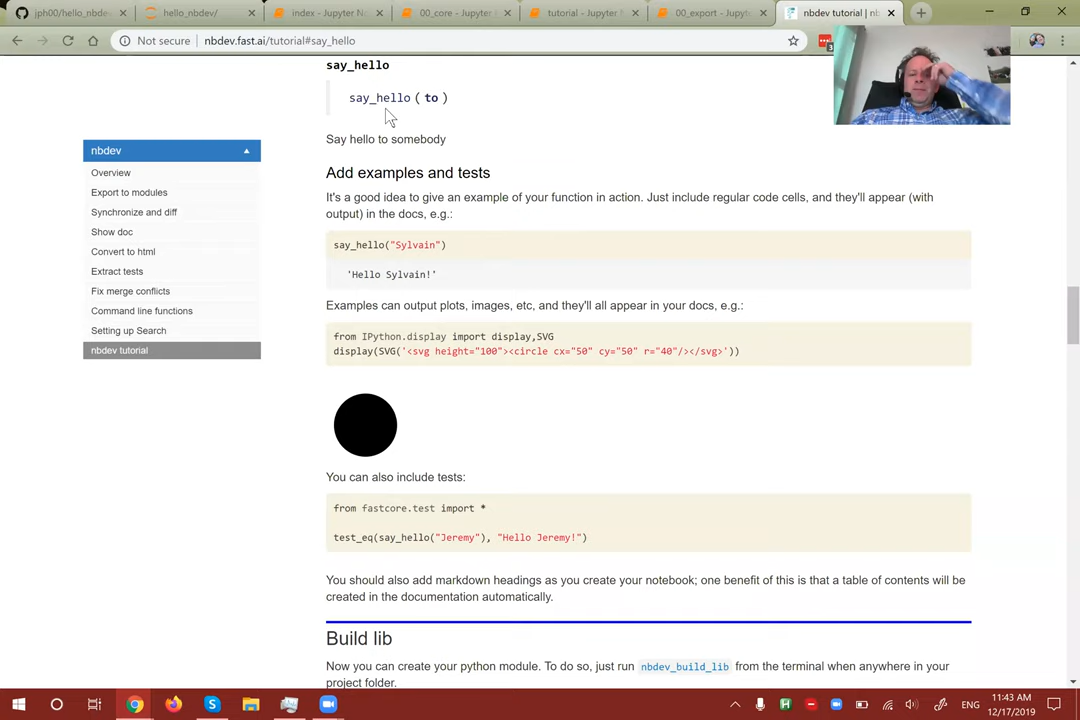 jph00/hello_nbdev
hello_nbdev/
index - Jupyter No
00_core - Jupyter
tutorial - Jupyter N
00_export - Jupyte
nbdev tutorial | nb
Not secure | nbdev.fast.ai/tutorial#say_hello
3
say_hello
say_hello ( to )
Say hello to somebody
nbdev
Overview
Export to modules
Synchronize and diff
Show doc
Convert to html
Extract tests
Fix merge conflicts
Command line functions
Setting up Search
nbdev tutorial
Add examples and tests
It's a good idea to give an example of your function in action. Just include regular code cells, and they'll appear (with
output) in the docs, e.g.:
say_hello("Sylvain")
'Hello Sylvain!'
Examples can output plots, images, etc, and they'll all appear in your docs, e.g.:
from IPython.display import display,SVG
display(SVG('<svg height="100"><circle cx="50" cy="50" r="40"/></svg>'))
You can also include tests:
from fastcore.test import *
test_eq(say_hello("Jeremy"), "Hello Jeremy!")
You should also add markdown headings as you create your notebook; one benefit of this is that a table of contents will be
created in the documentation automatically.
Build lib
Now you can create your python module. To do so, just run nbdev_build_lib from the terminal when anywhere in your
project folder.
ENG
11:43 AM
12/17/2019